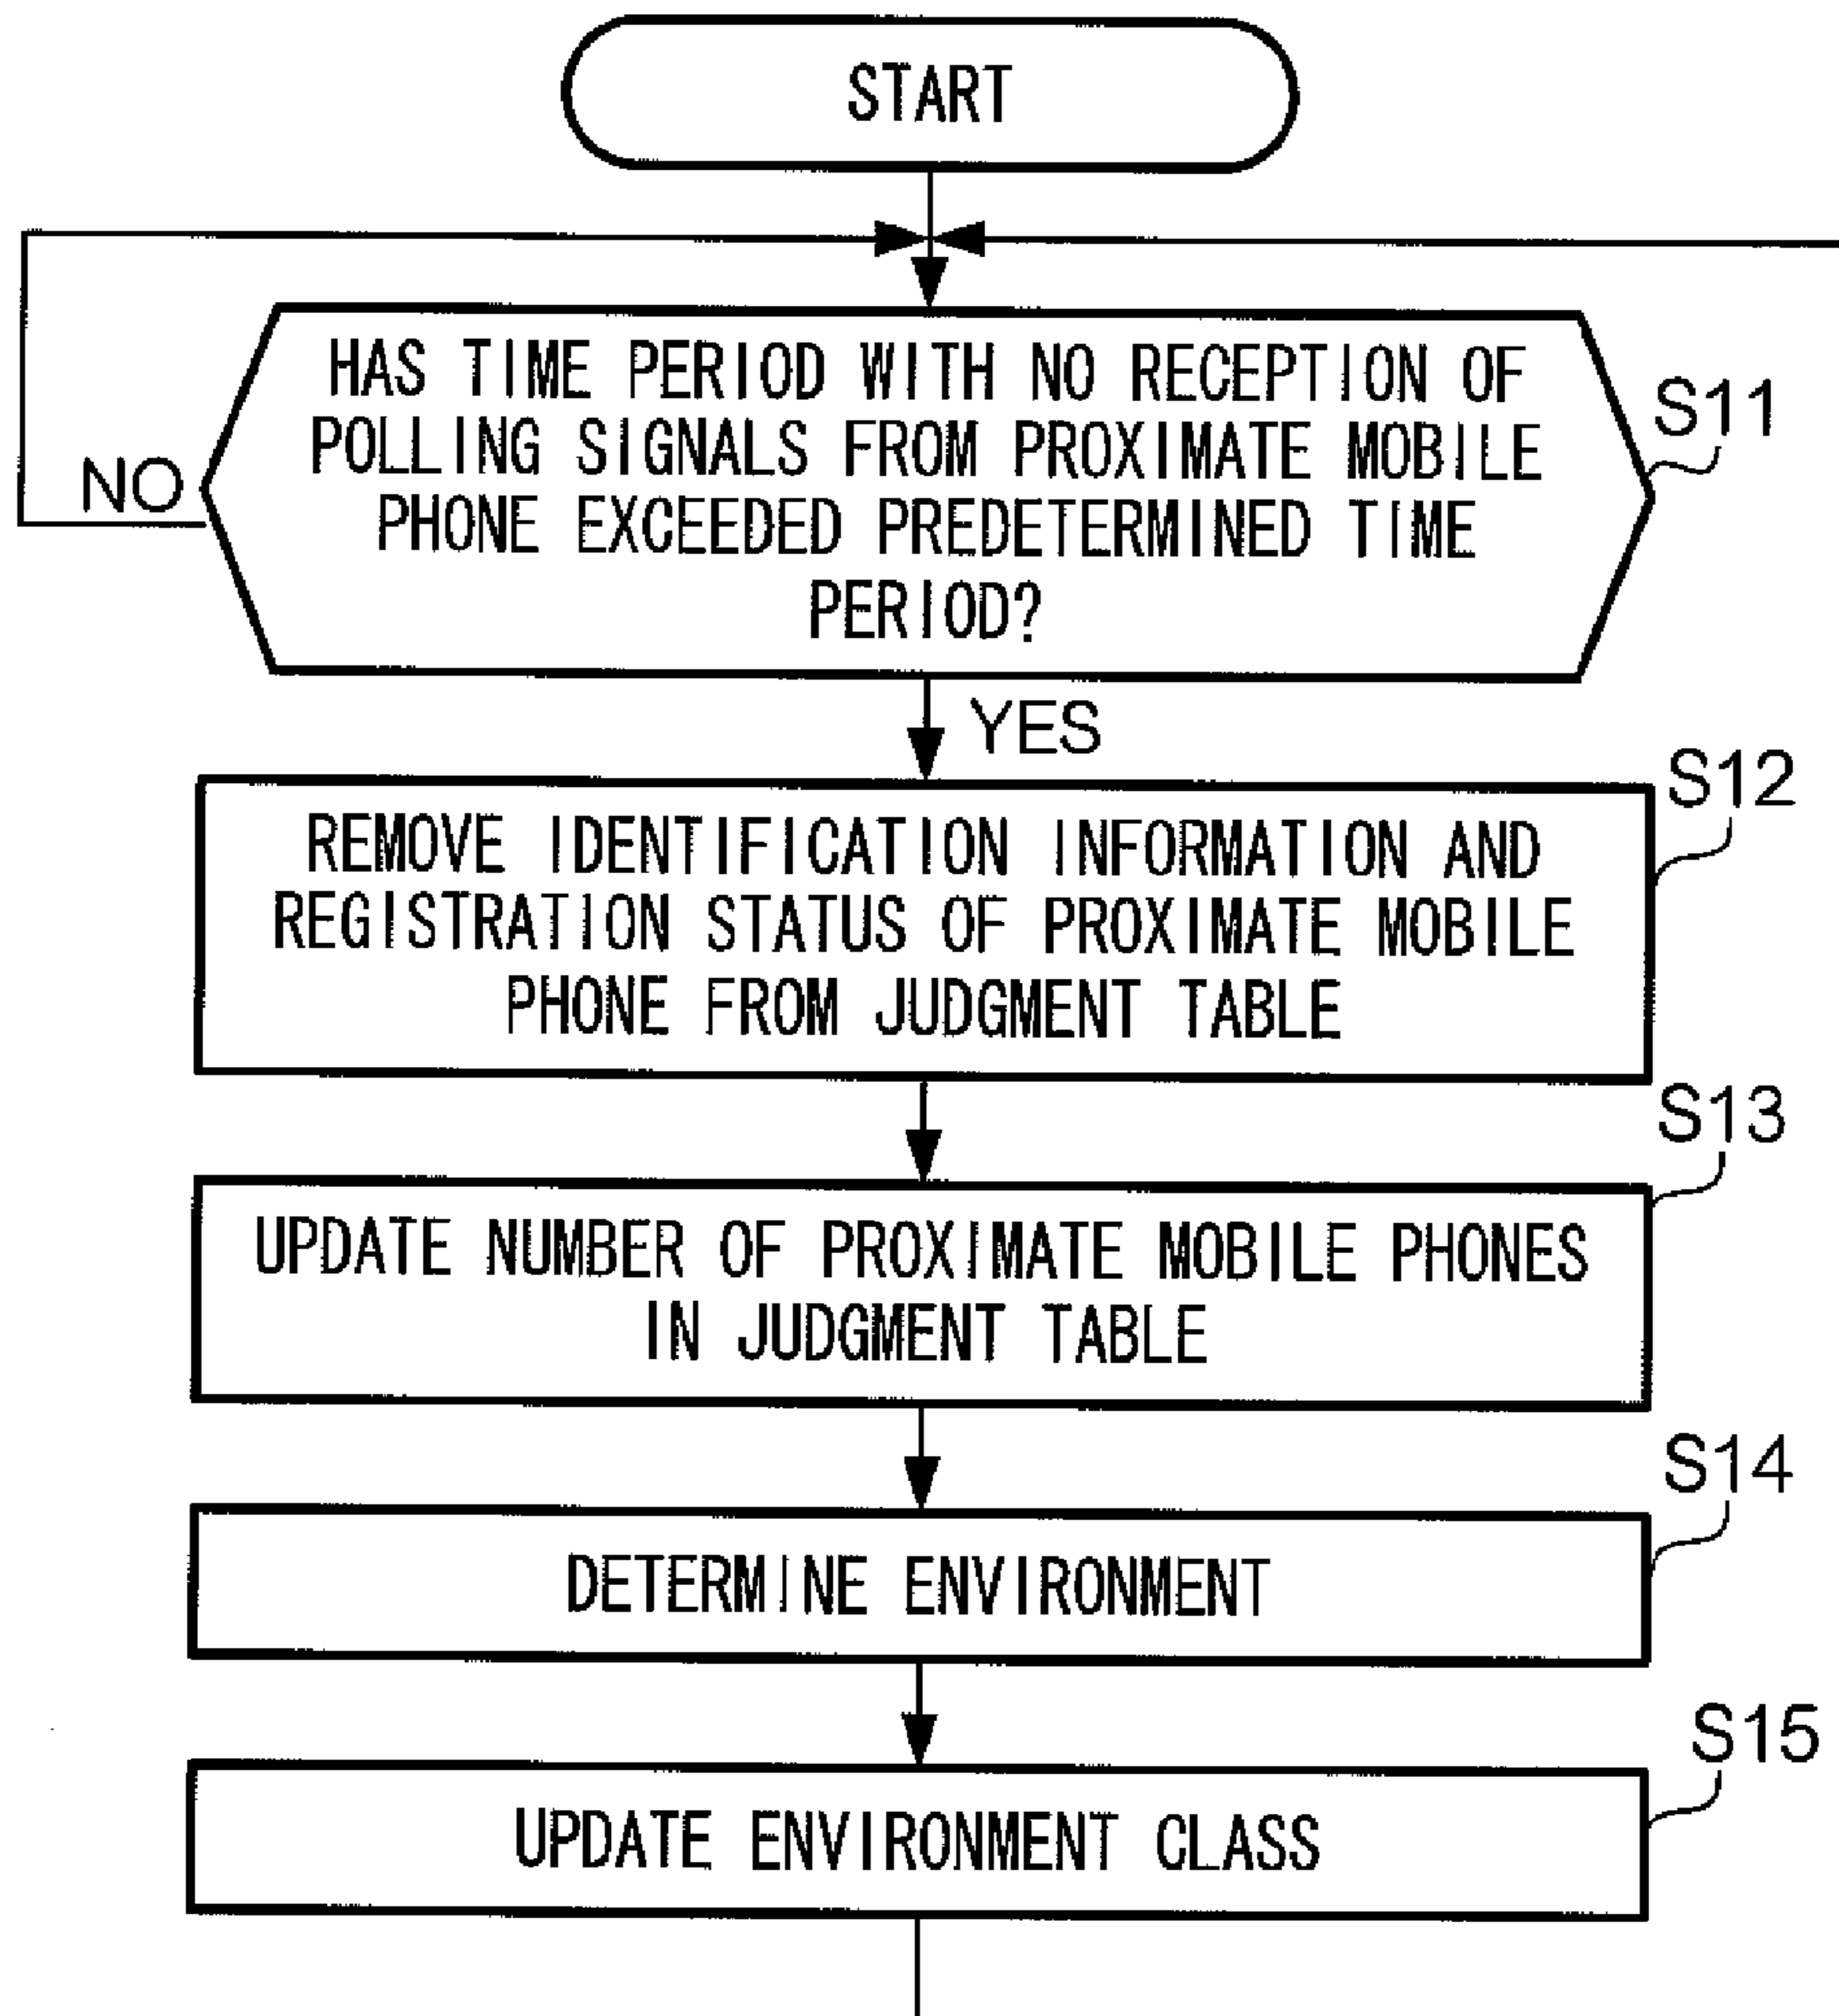 START
HAS TIME PERIOD WITH NO RECEPTION OF
POLLING SIGNALS FROM PROXIMATE MOBILE
PHONE EXCEEDED PREDETERMINED TIME
PERIOD?
S11
NO
YES
S12
REMOVE IDENTIFICATION INFORMATION AND
REGISTRATION STATUS OF PROXIMATE MOBILE
PHONE FROM JUDGMENT TABLE
S13
UPDATE NUMBER OF PROXIMATE MOBILE PHONES
IN JUDGMENT TABLE
S14
DETERMINE ENVIRONMENT
S15
UPDATE ENVIRONMENT CLASS